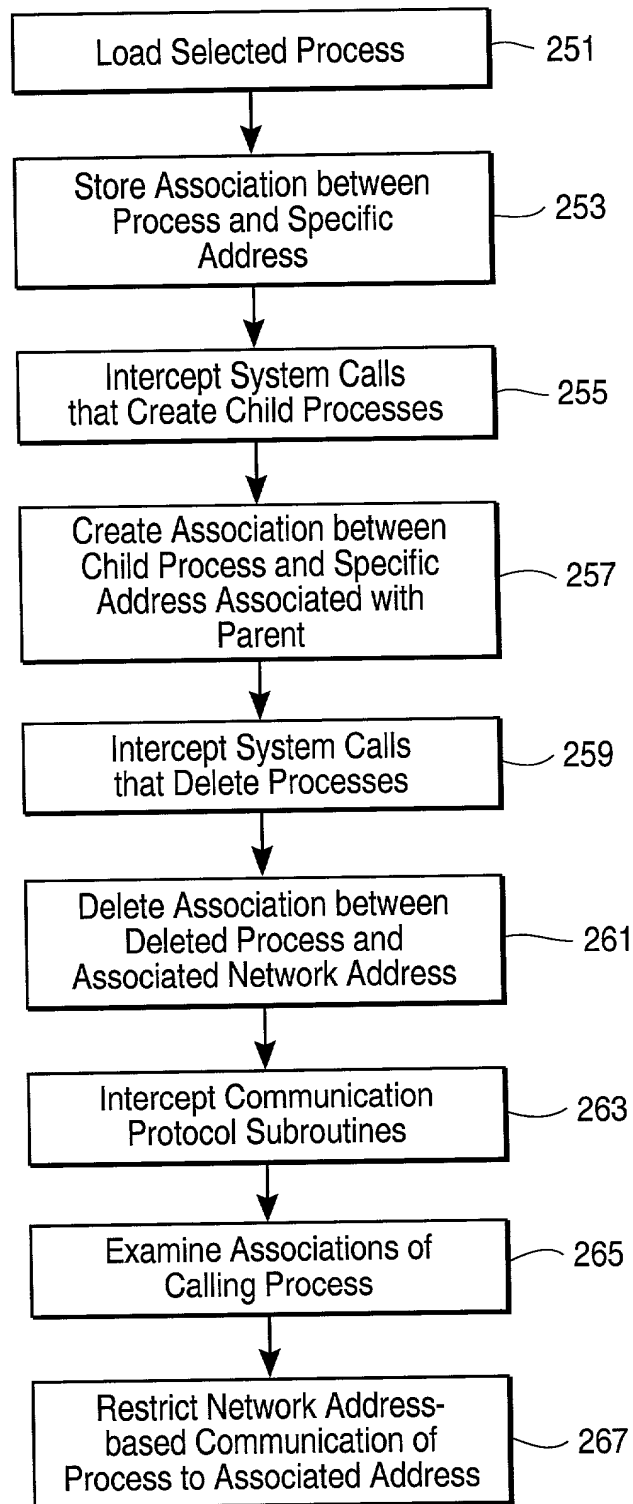 Load Selected Process
251
Store Association between
Process and Specific
Address
253
Intercept System Calls
that Create Child Processes
255
Create Association between
Child Process and Specific
Address Associated with
Parent
257
Intercept System Calls
that Delete Processes
259
Delete Association between
Deleted Process and
Associated Network Address
261
Intercept Communication
Protocol Subroutines
263
Examine Associations of
Calling Process
265
Restrict Network Address-
based Communication of
Process to Associated Address
267